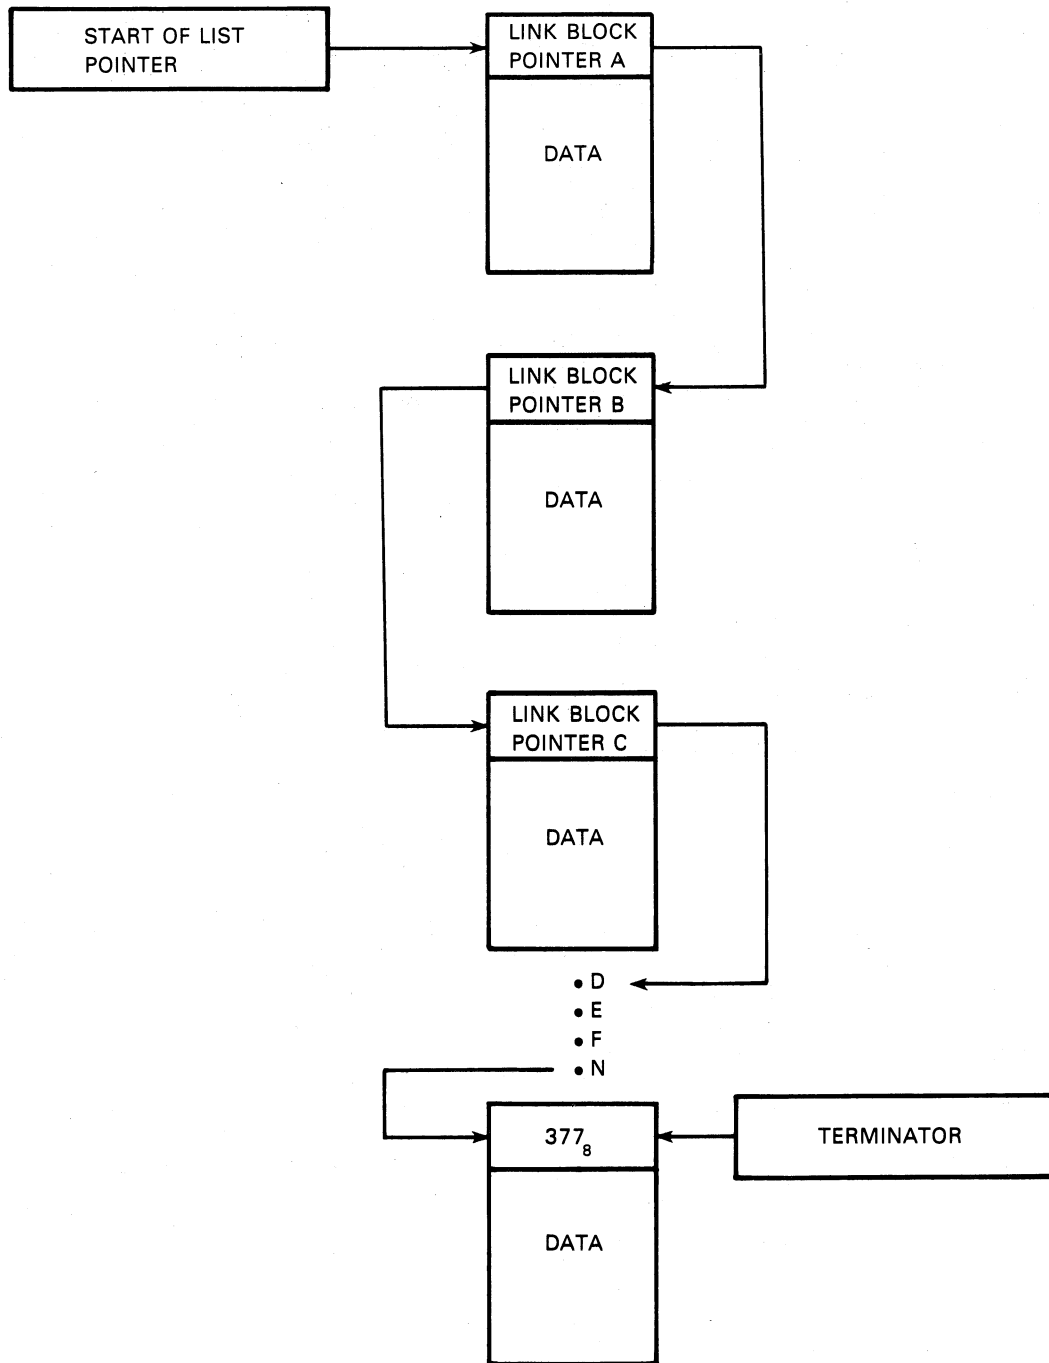 START OF LIST
POINTER
LINK BLOCK
POINTER A
DATA
LINK BLOCK
POINTER B
DATA
LINK BLOCK
POINTER C
DATA
• D
• E
• F
• N
377₈
TERMINATOR
DATA